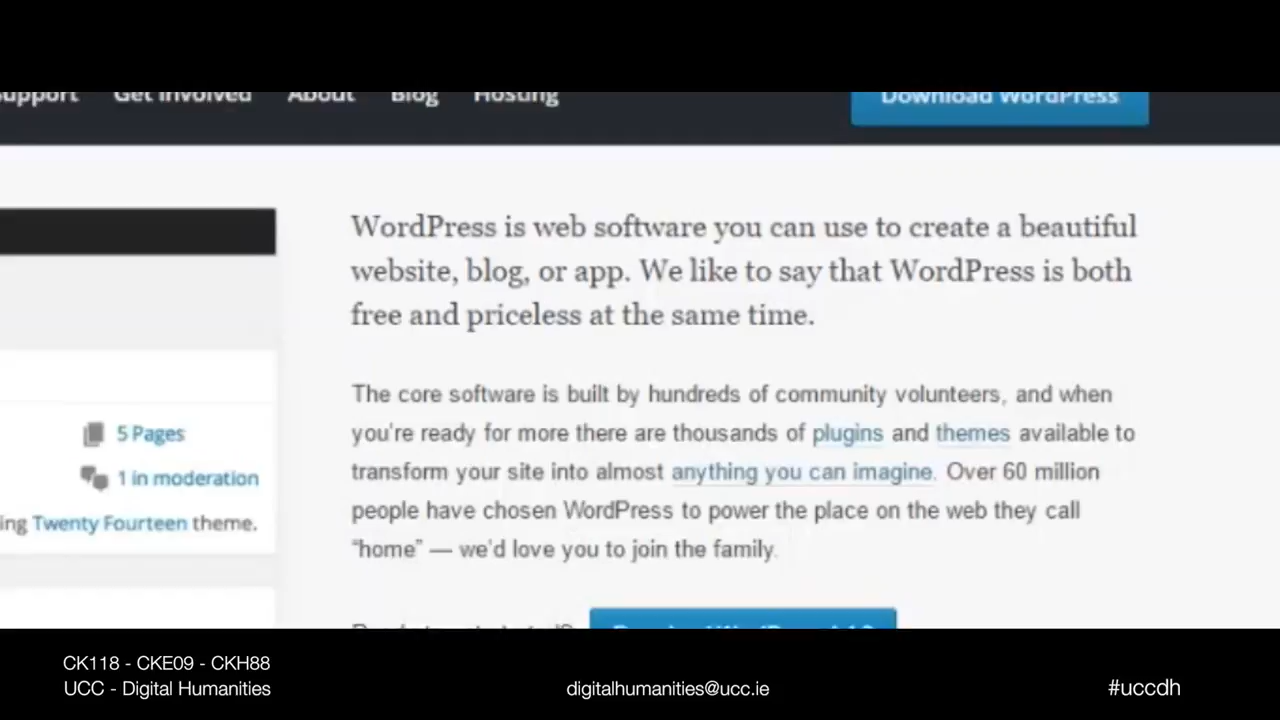 Support Get Involved About Blog Hosting Download WordPress
WordPress is web software you can use to create a beautiful
website, blog, or app. We like to say that WordPress is both
free and priceless at the same time.
The core software is built by hundreds of community volunteers, and when
you're ready for more there are thousands of plugins and themes available to
transform your site into almost anything you can imagine. Over 60 million
people have chosen WordPress to power the place on the web they call
“home” — we'd love you to join the family.
5 Pages
1 in moderation
ing Twenty Fourteen theme.
CK118 - CKE09 - CKH88
UCC - Digital Humanities
digitalhumanities@ucc.ie
#uccdh